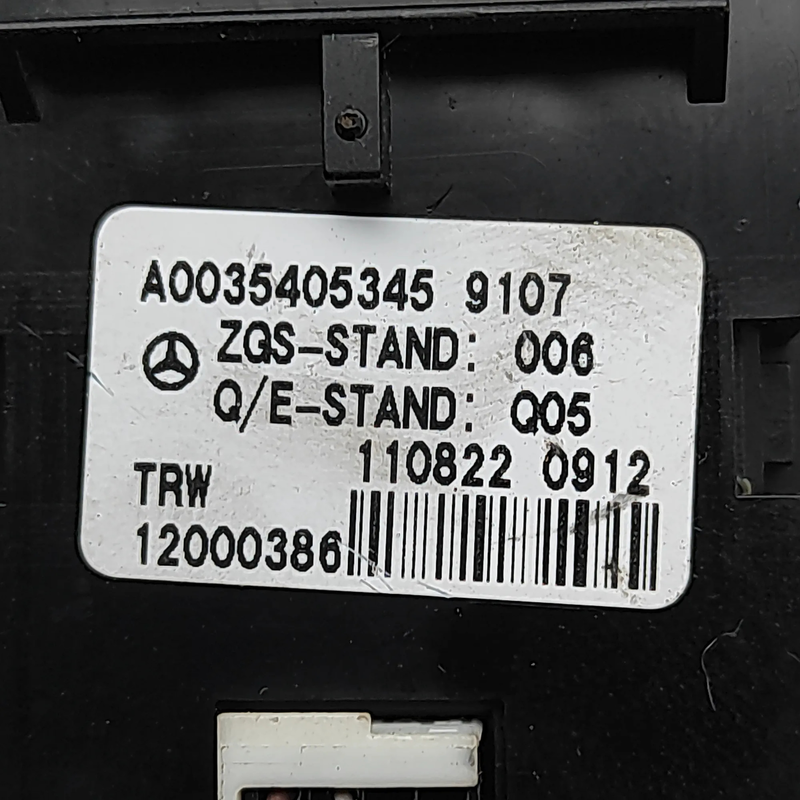 A0035405345 9107
ZGS-STAND: 006
Q/E-STAND: Q05
110822 0912
TRW
12000386